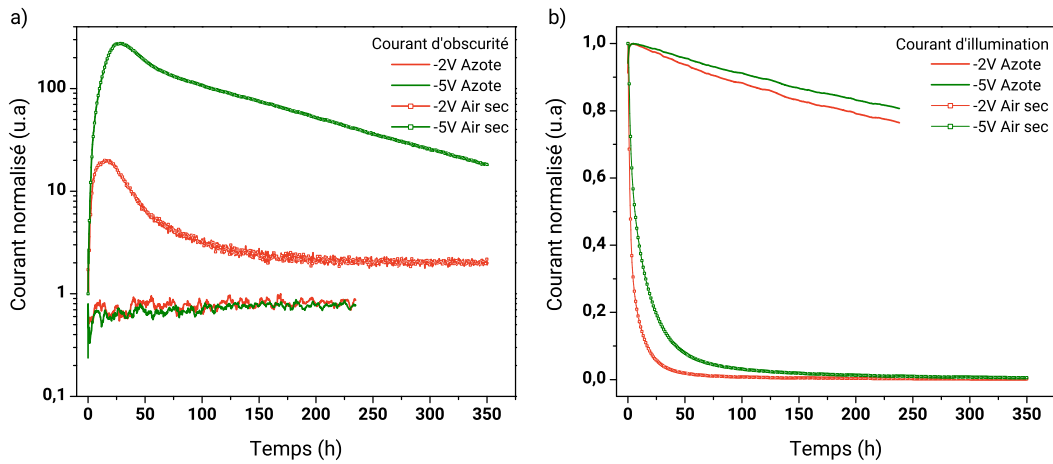 a)
Courant normalisé (u.a)
100
10
1
0,1
Courant d'obscurité
-2V Azote
-5V Azote
-2V Air sec
-5V Air sec
0 50 100 150 200 250 300 350
Temps (h)
b)
Courant normalisé (u.a)
1,0
0,8
0,6
0,4
0,2
0,0
Courant d'illumination
-2V Azote
-5V Azote
-2V Air sec
-5V Air sec
0 50 100 150 200 250 300 350
Temps (h)